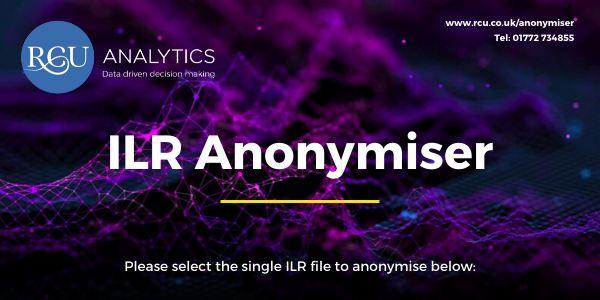 www.rcu.co.uk/anonymiser
Tel: 01772 734855
RCU ANALYTICS
Data driven decision making
ILR Anonymiser
Please select the single ILR file to anonymise below: